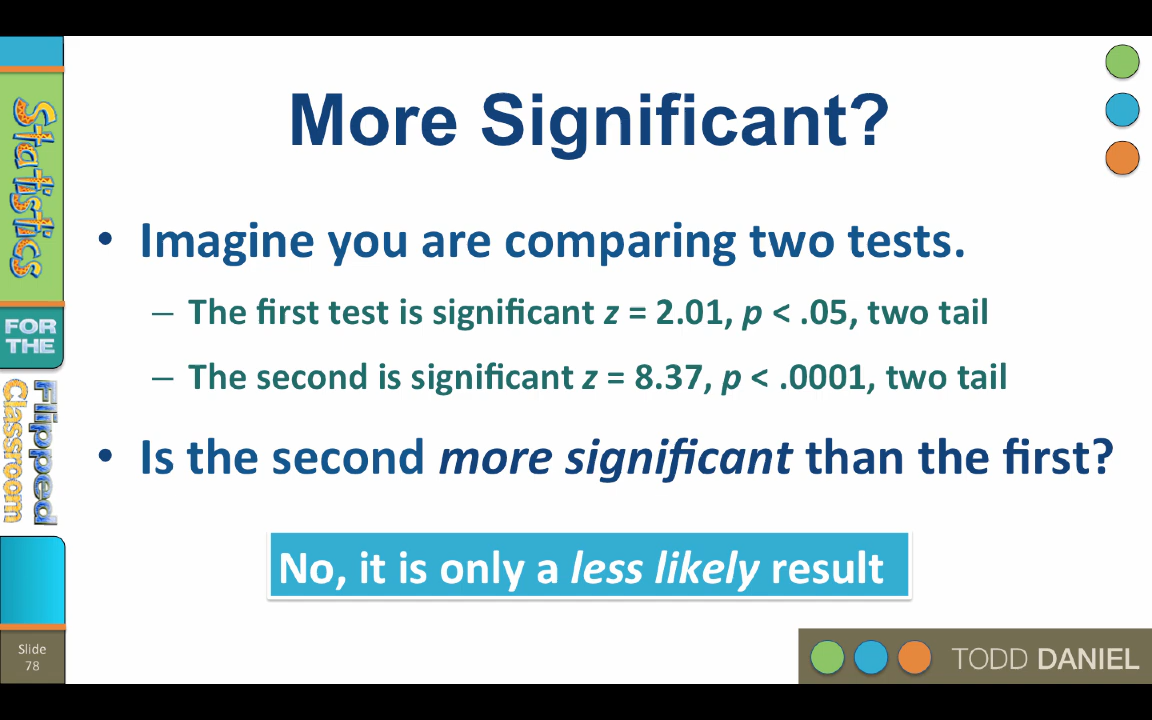 More Significant?
• Imagine you are comparing two tests.
– The first test is significant z = 2.01, p < .05, two tail
– The second is significant z = 8.37, p < .0001, two tail
• Is the second more significant than the first?
No, it is only a less likely result
Statistics
FOR
THE
Flipped
Classroom
Slide
78
TODD DANIEL